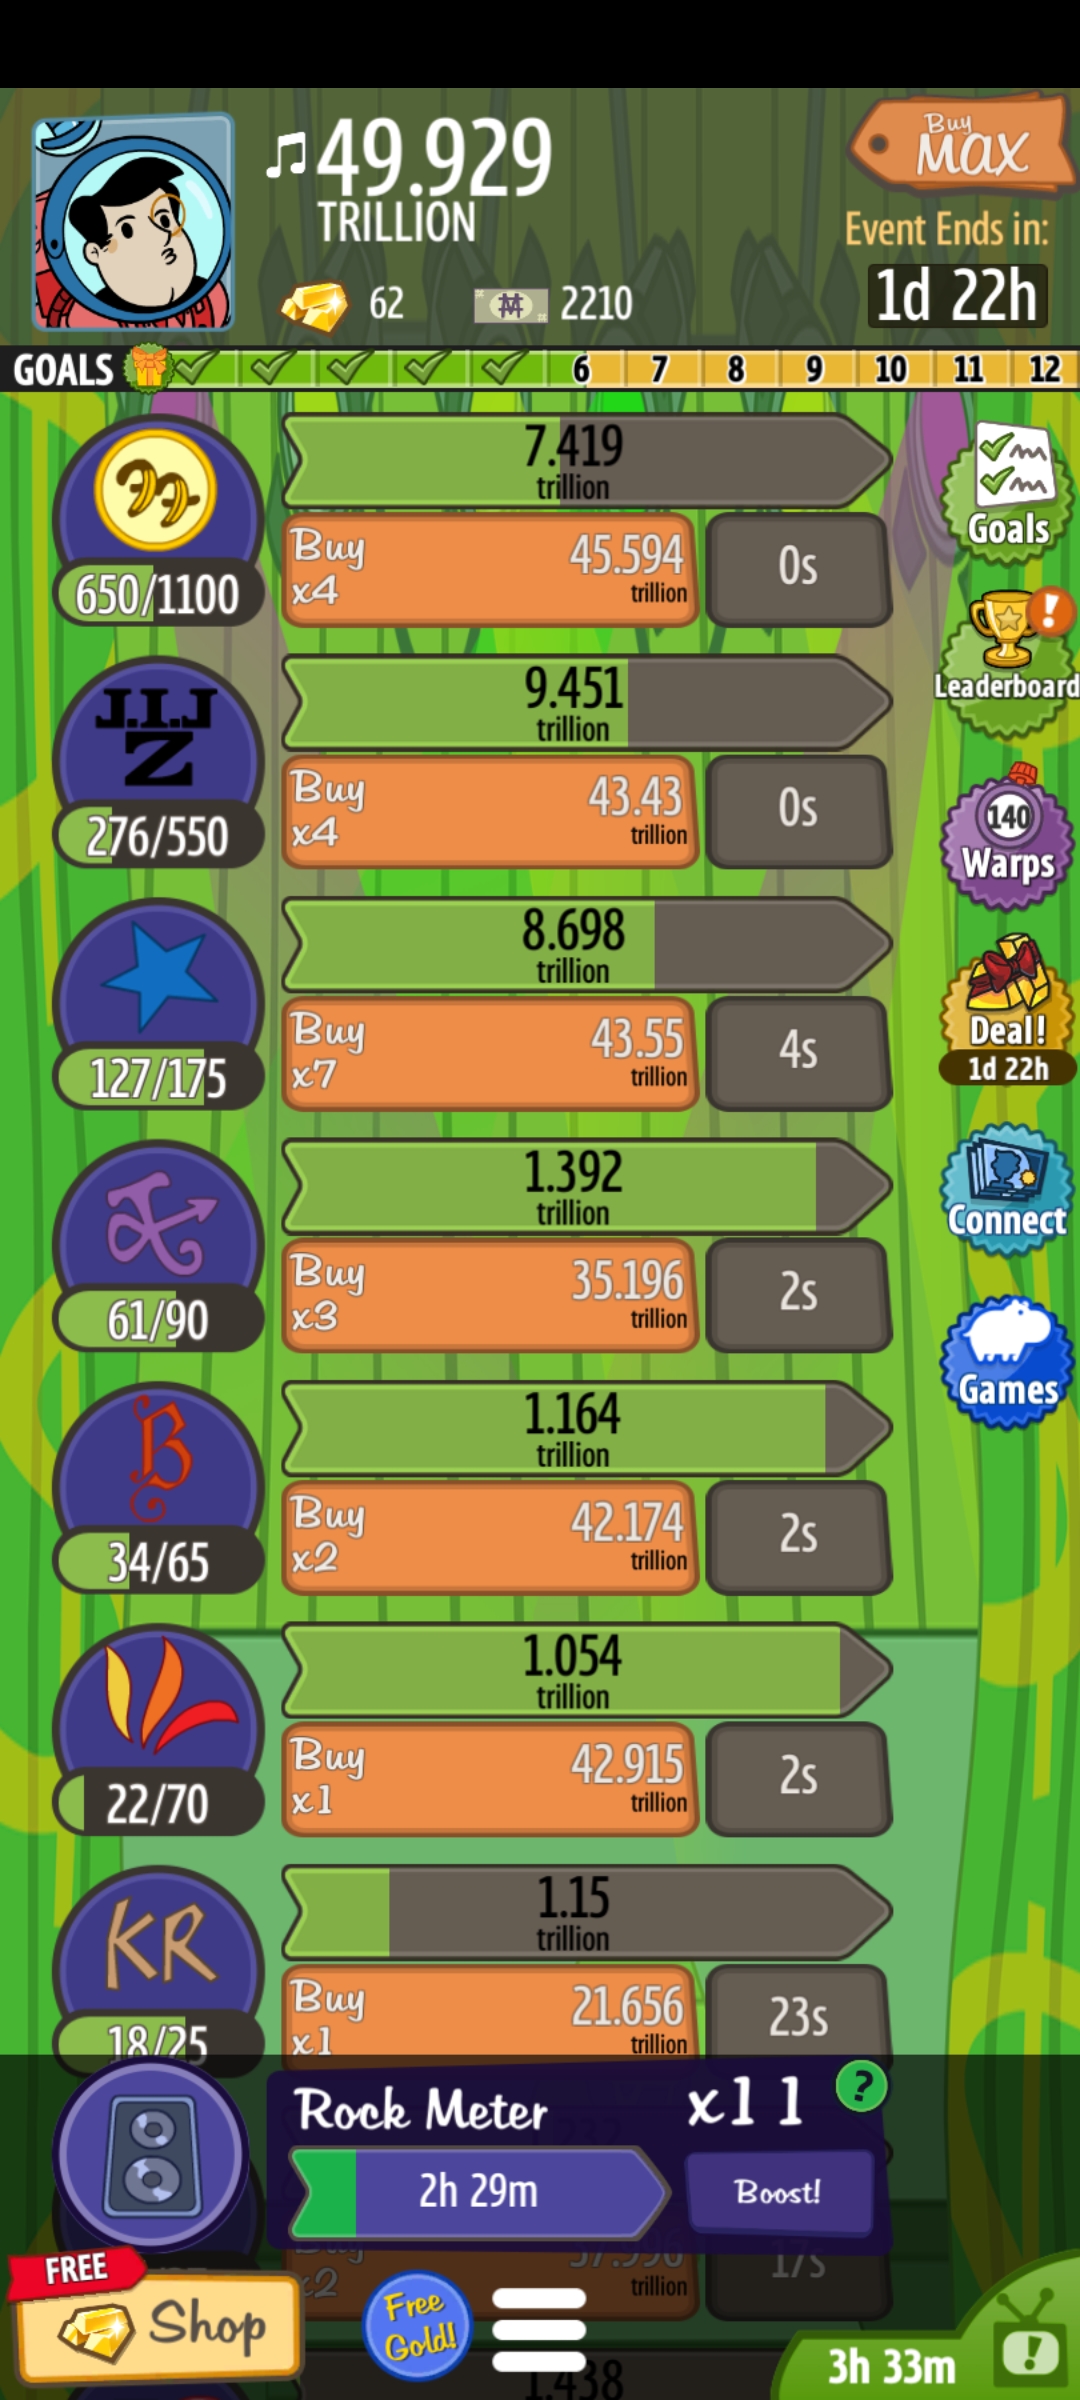 49.929
TRILLION
62
2210
Buy
MAX
Event Ends in:
1d 22h
GOALS
6 7 8 9 10 11 12
7.419
trillion
650/1100
Buy
x4
45.594
trillion
0s
Goals
J.I.J
Z
9.451
trillion
276/550
Buy
x4
43.43
trillion
0s
Leaderboard
140
Warps
8.698
trillion
127/175
Buy
x7
43.55
trillion
4s
Deal!
1d 22h
1.392
trillion
61/90
Buy
x3
35.196
trillion
2s
Connect
Games
B
1.164
trillion
34/65
Buy
x2
42.174
trillion
2s
1.054
trillion
22/70
Buy
x1
42.915
trillion
2s
KR
1.15
trillion
18/25
Buy
x1
21.656
trillion
23s
Rock Meter
x11
?
2h 29m
Boost!
Buy
x2
37.996
trillion
17s
FREE
Shop
Free
Gold!
1.438
3h 33m